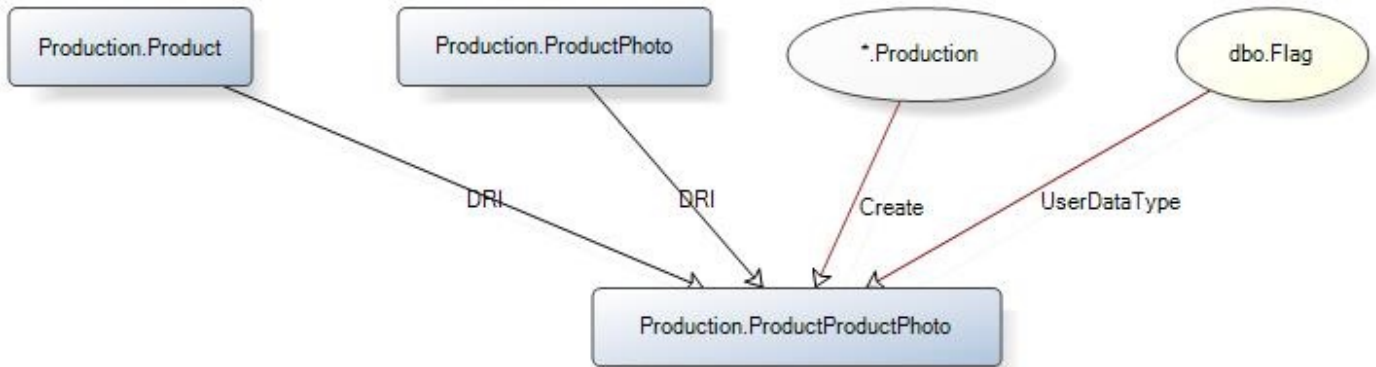 Production.Product
Production.ProductPhoto
*.Production
dbo.Flag
DRI
DRI
Create
UserDataType
Production.ProductProductPhoto